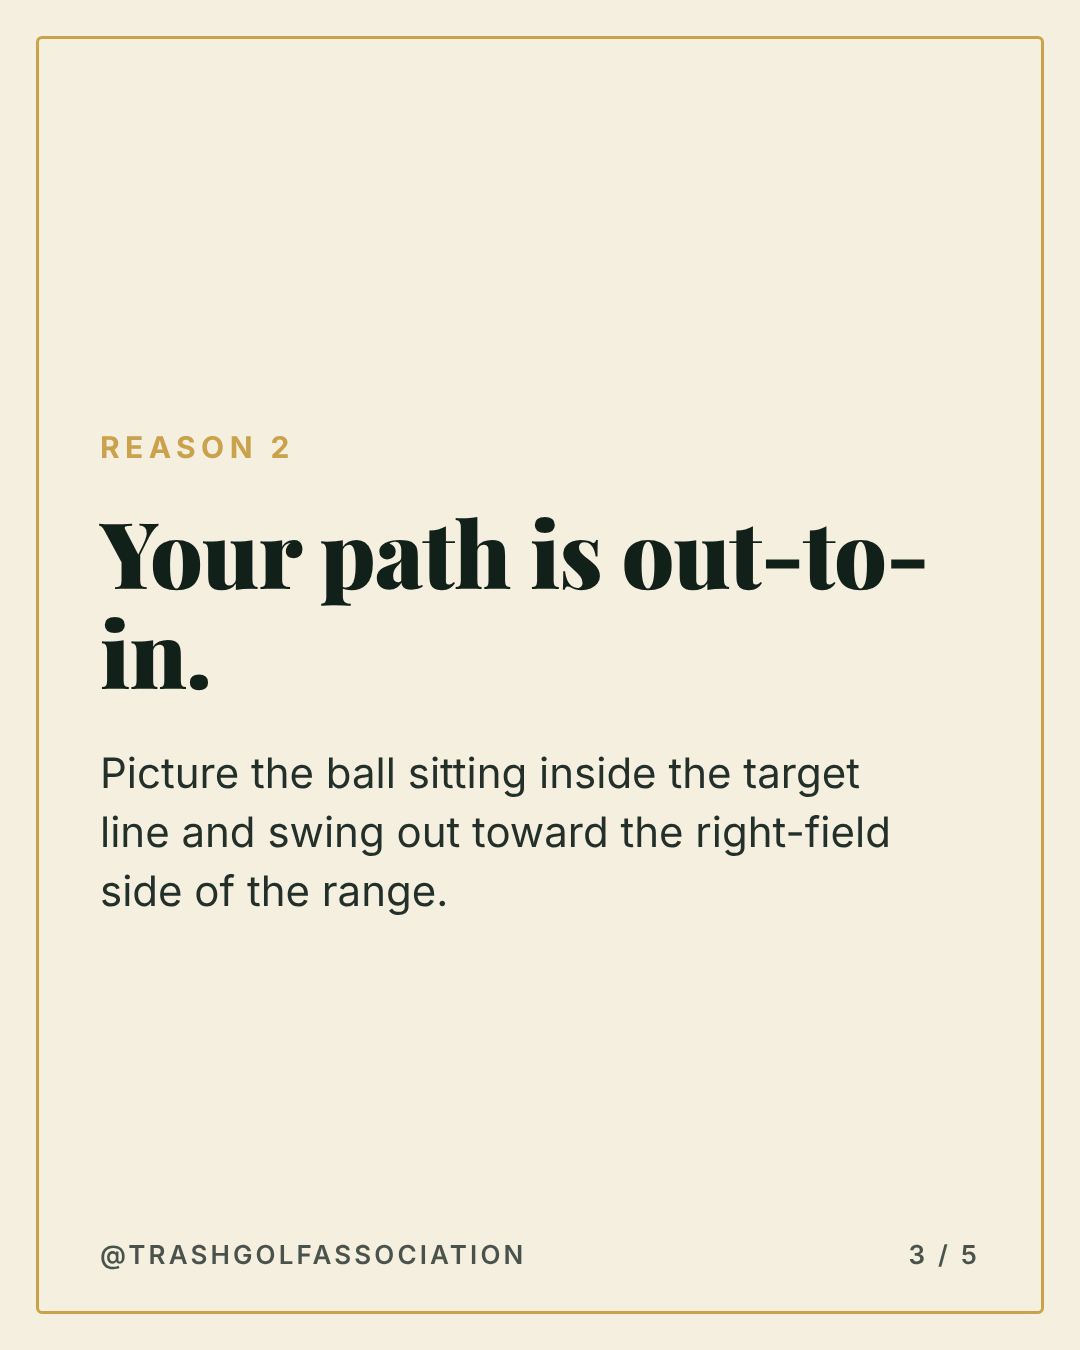 REASON 2
Your path is out-to-
in.
Picture the ball sitting inside the target
line and swing out toward the right-field
side of the range.
@TRASHGOLFASSOCIATION
3 / 5